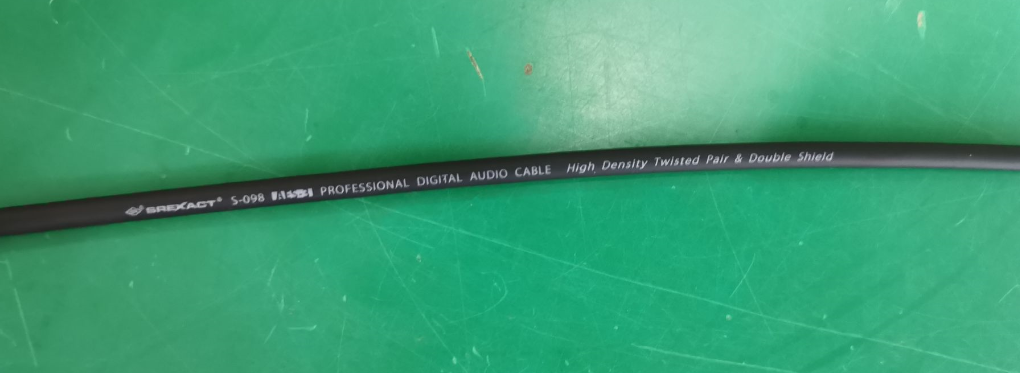 SREXACT® S-098 PROFESSIONAL DIGITAL AUDIO CABLE High Density Twisted Pair & Double Shield